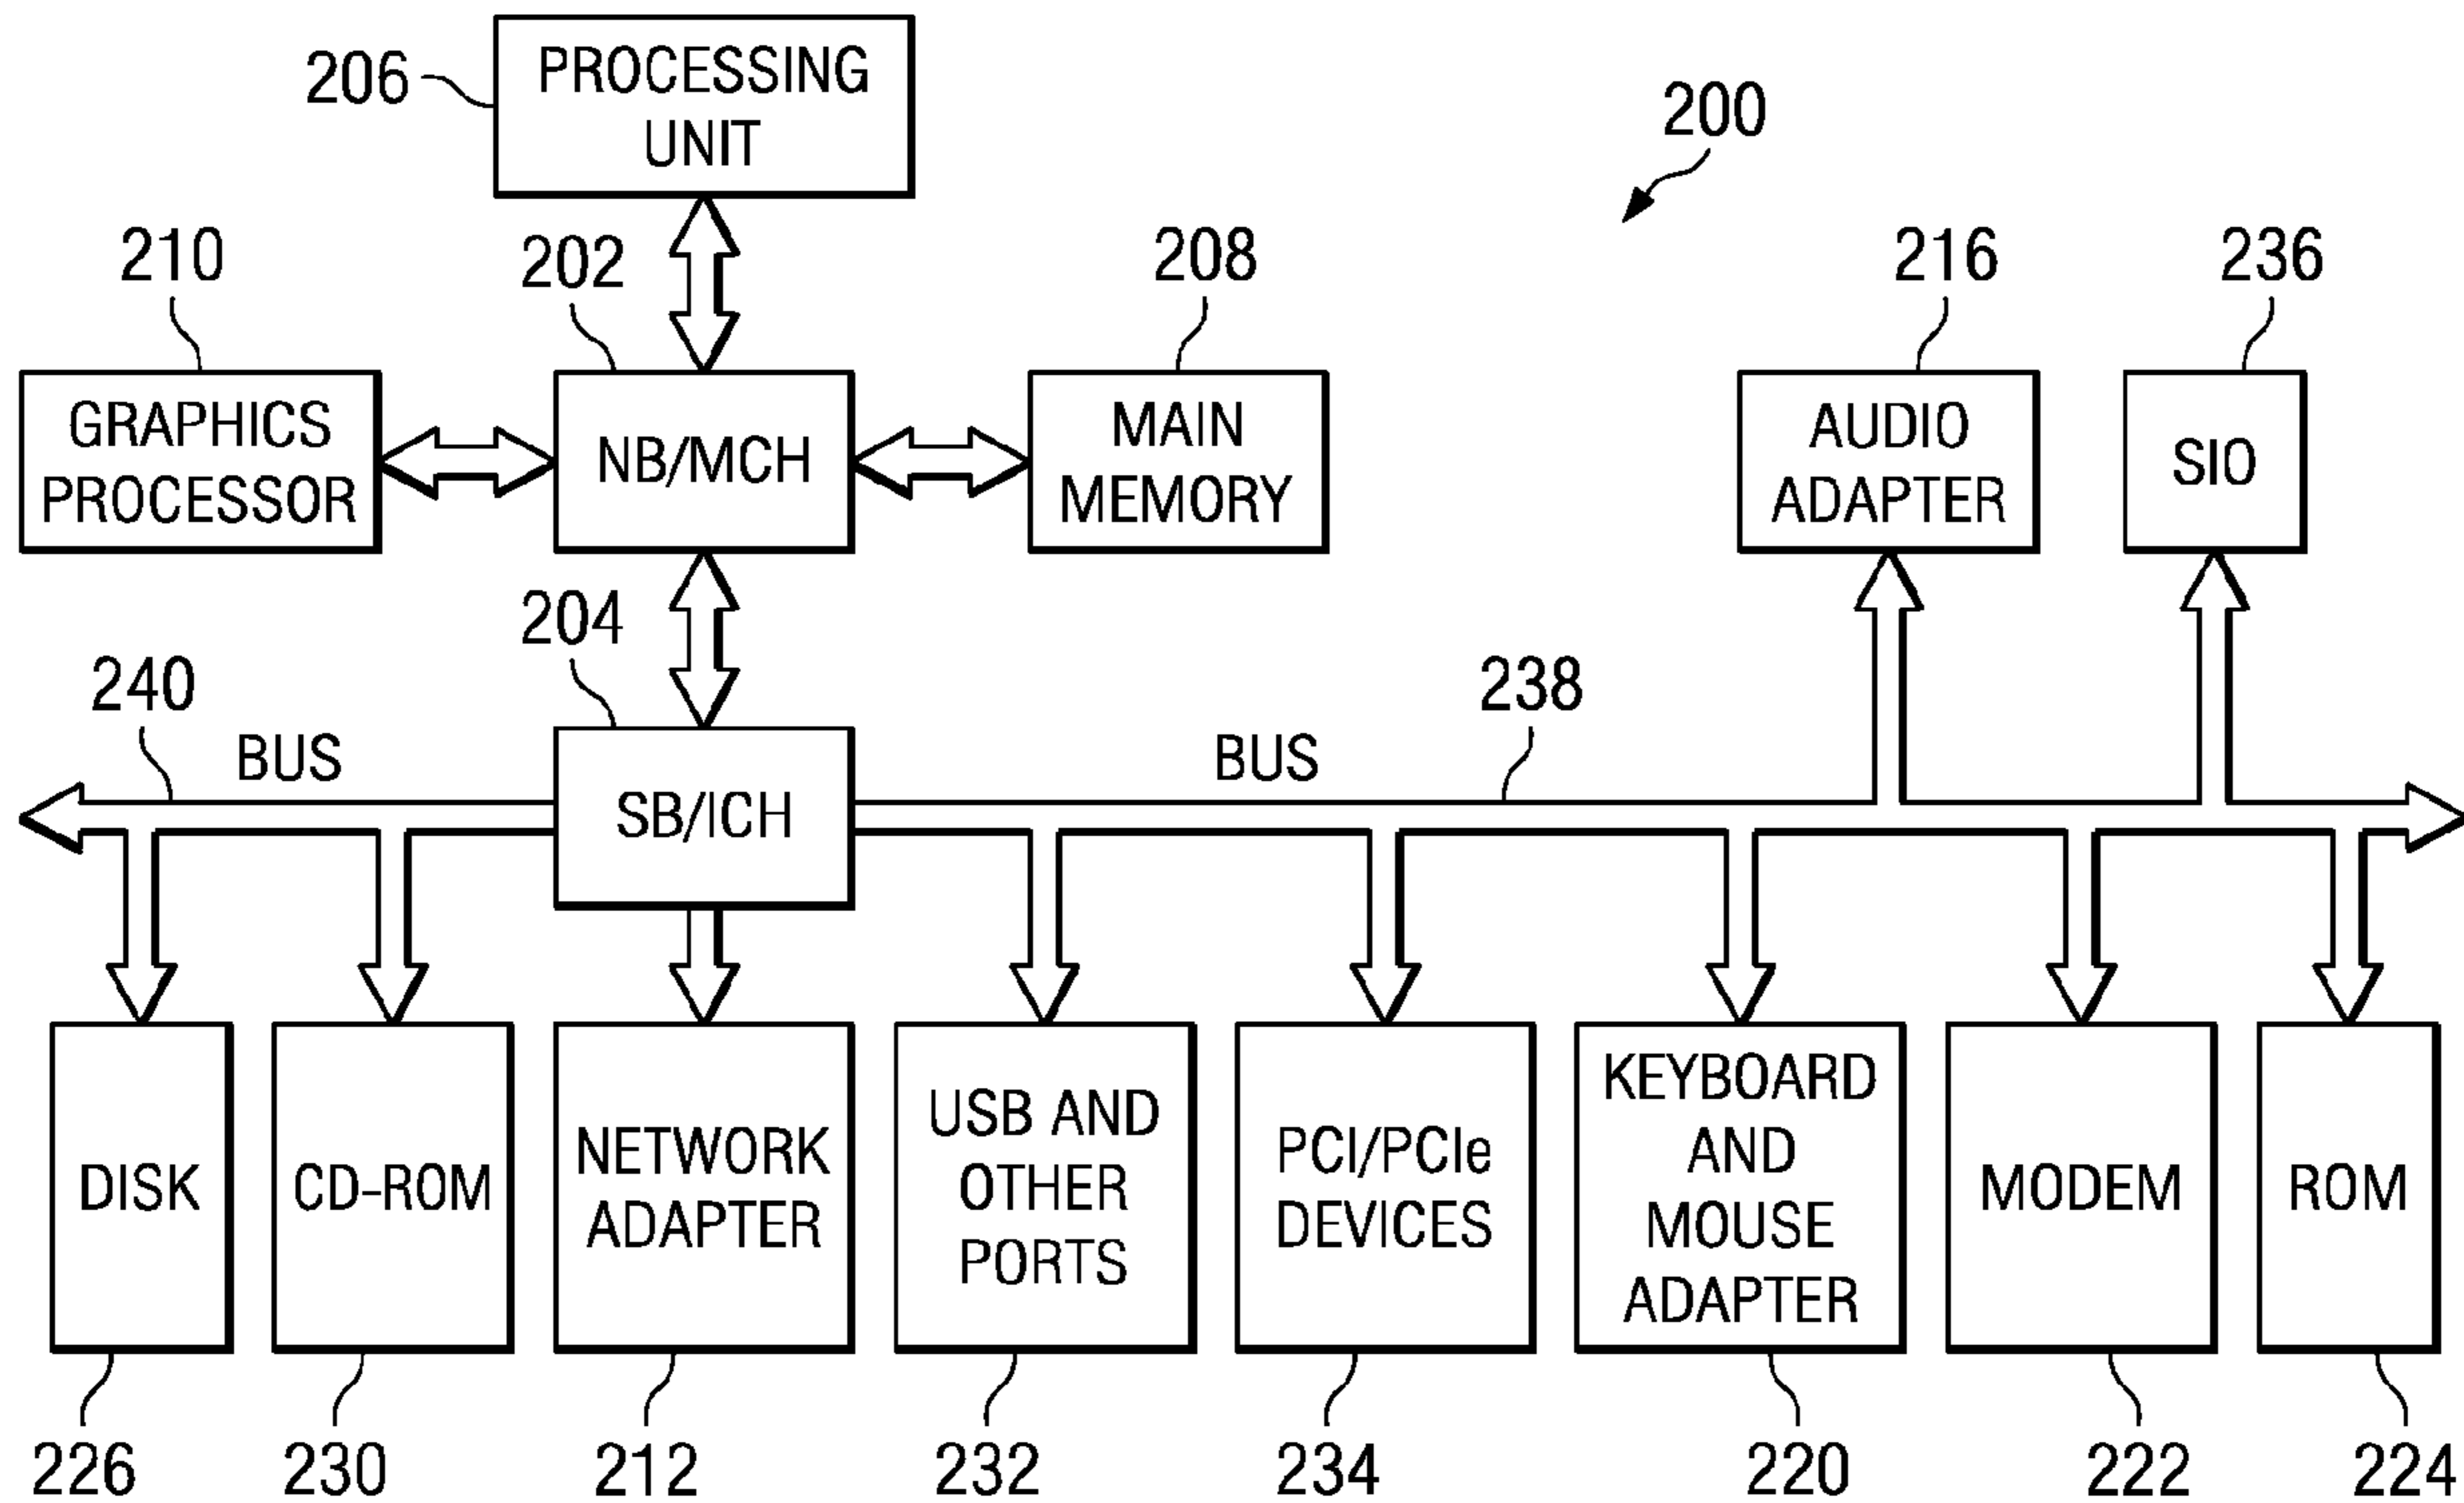 206
PROCESSING
UNIT
200
210
202
208
216
236
GRAPHICS
PROCESSOR
NB/MCH
MAIN
MEMORY
AUDIO
ADAPTER
SIO
204
240
BUS
238
BUS
SB/ICH
DISK
CD-ROM
NETWORK
ADAPTER
USB AND
OTHER
PORTS
PCI/PCIe
DEVICES
KEYBOARD
AND
MOUSE
ADAPTER
MODEM
ROM
226
230
212
232
234
220
222
224